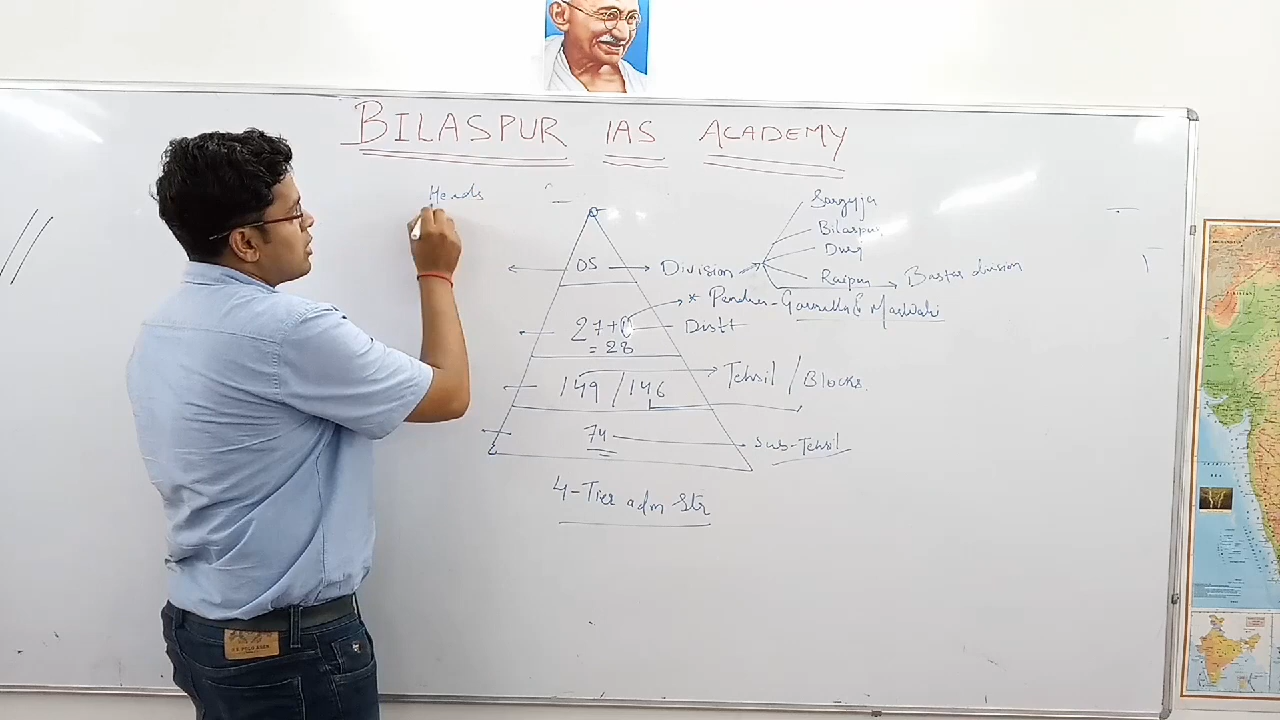 BILASPUR IAS ACADEMY
Heads
Surguja
Bilaspur
Durg
05 Division Raipur Bastar division
* Pendra-Gaurella & Marwahi
27+1 Distt
= 28
149 / 146 Tehsil / Blocks.
74 Sub-Tehsil
4-Tier adm Str